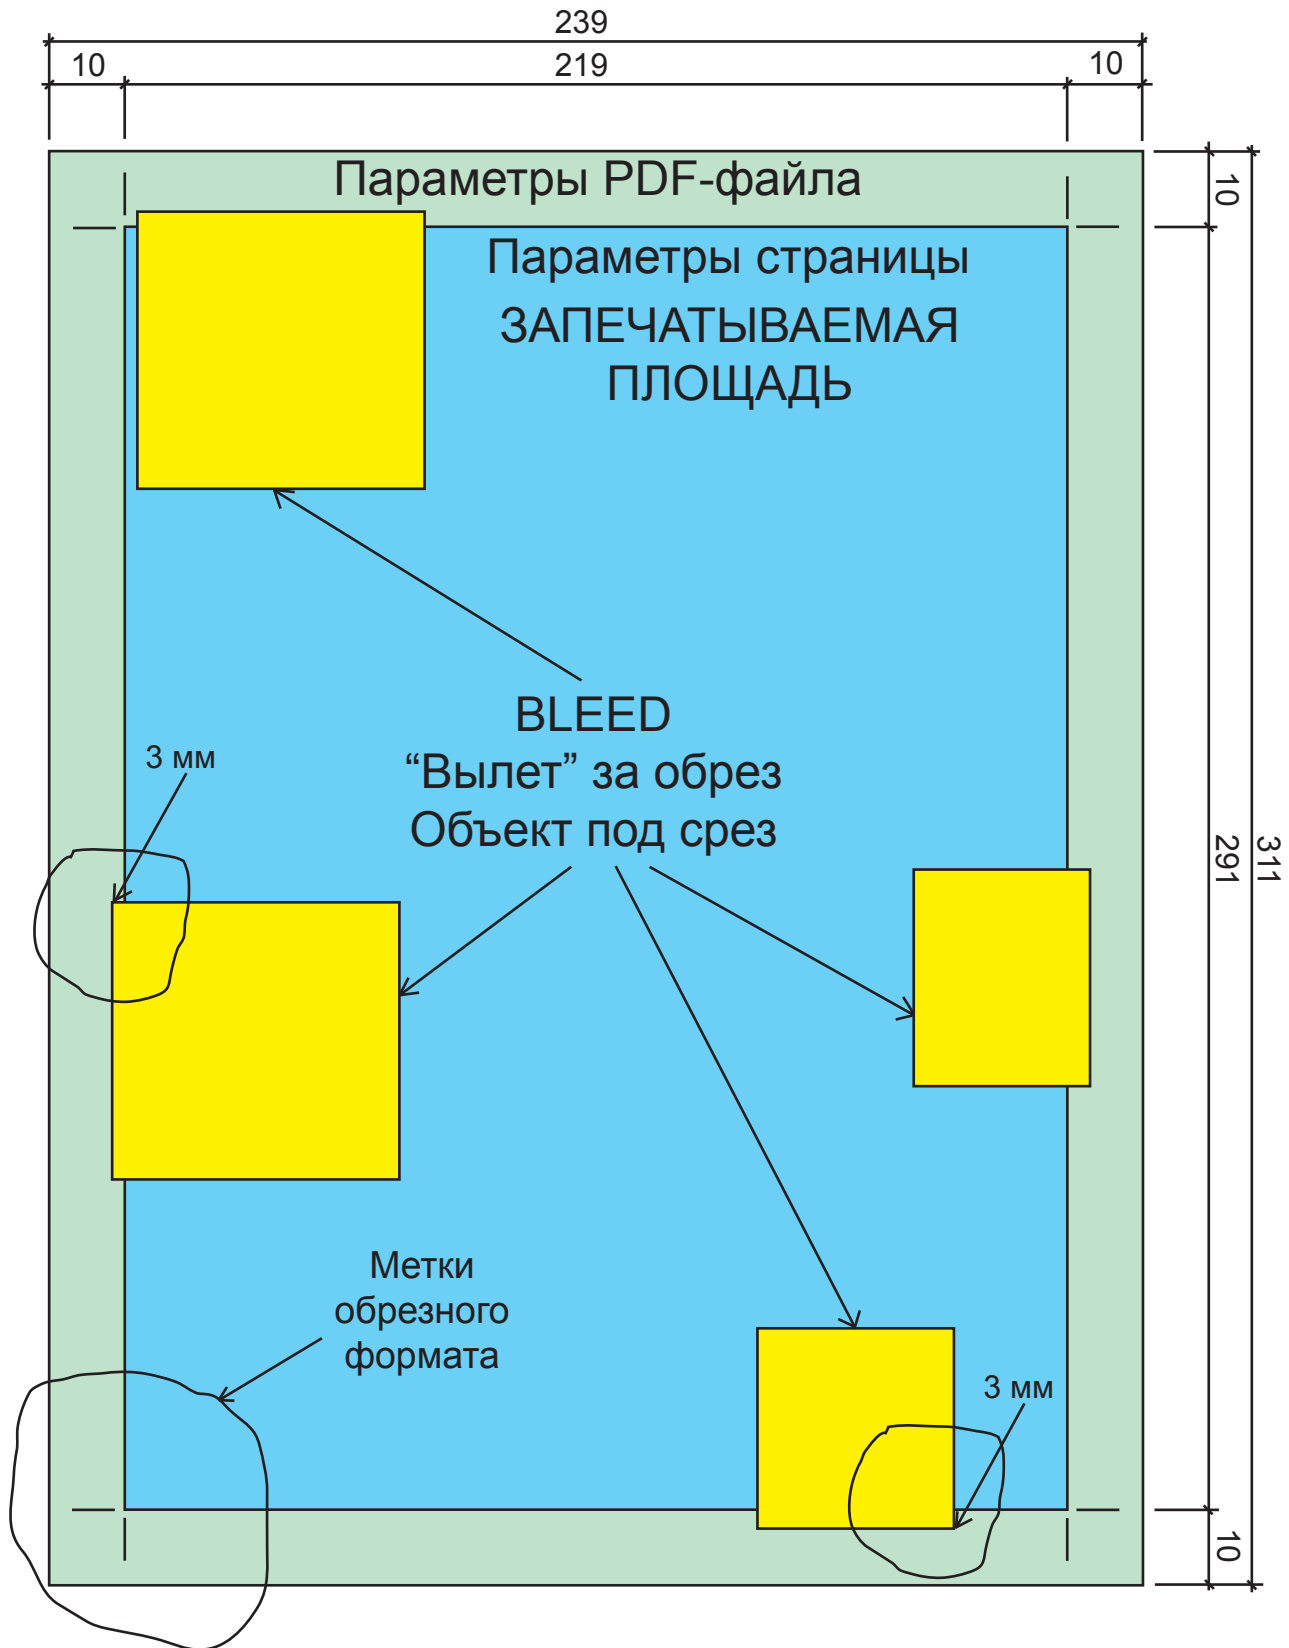 239
10
219
10
Параметры PDF-файла
10
Параметры страницы
ЗАПЕЧАТЫВАЕМАЯ
ПЛОЩАДЬ
BLEED
“Вылет” за обрез
Объект под срез
3 мм
291
311
Метки
обрезного
формата
3 мм
10